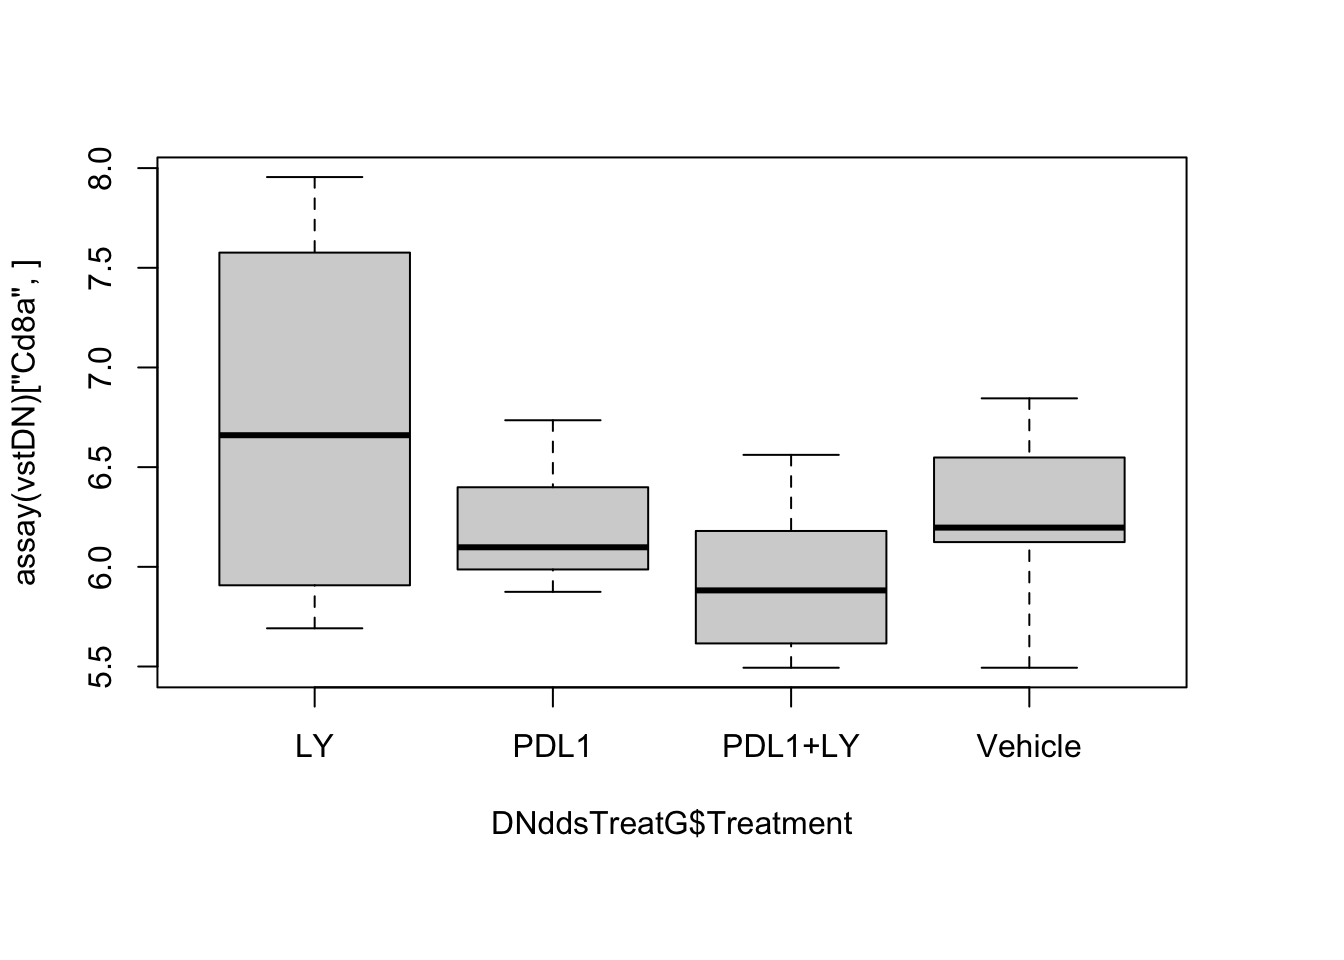 assay(vstDN)["Cd8a", ]
8.0
7.5
7.0
6.5
6.0
5.5
LY
PDL1
PDL1+LY
Vehicle
DNddsTreatG$Treatment